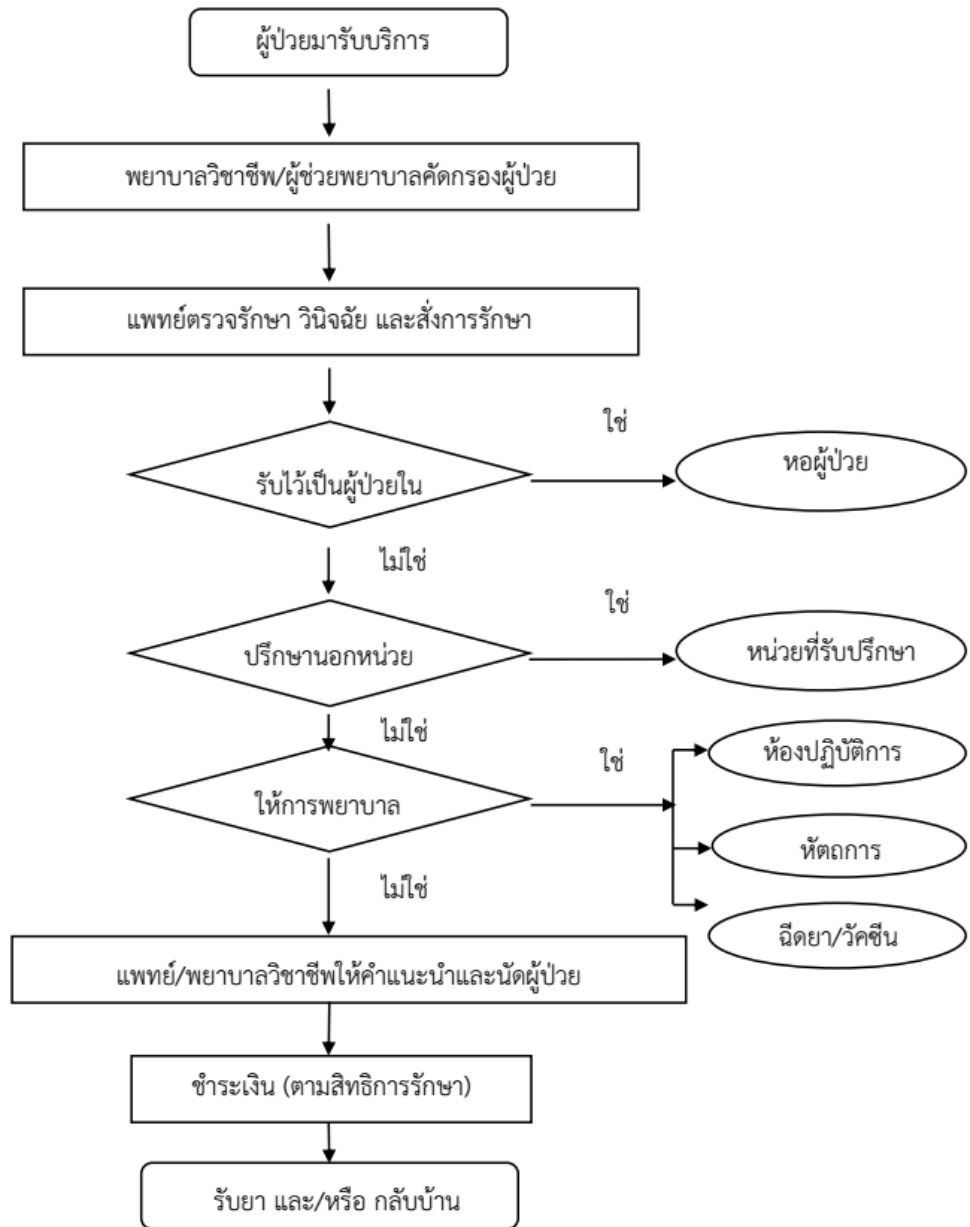 ผู้ป่วยมารับบริการ
พยาบาลวิชาชีพ/ผู้ช่วยพยาบาลคัดกรองผู้ป่วย
แพทย์ตรวจรักษา วินิจฉัย และสั่งการรักษา
ใช่
รับไว้เป็นผู้ป่วยใน
หอผู้ป่วย
ไม่ใช่
ใช่
ปรึกษานอกหน่วย
หน่วยที่รับปรึกษา
ไม่ใช่
ใช่
ห้องปฏิบัติการ
ให้การพยาบาล
หัตถการ
ไม่ใช่
ฉีดยา/วัคซีน
แพทย์/พยาบาลวิชาชีพให้คำแนะนำและนัดผู้ป่วย
ชำระเงิน (ตามสิทธิการรักษา)
รับยา และ/หรือ กลับบ้าน